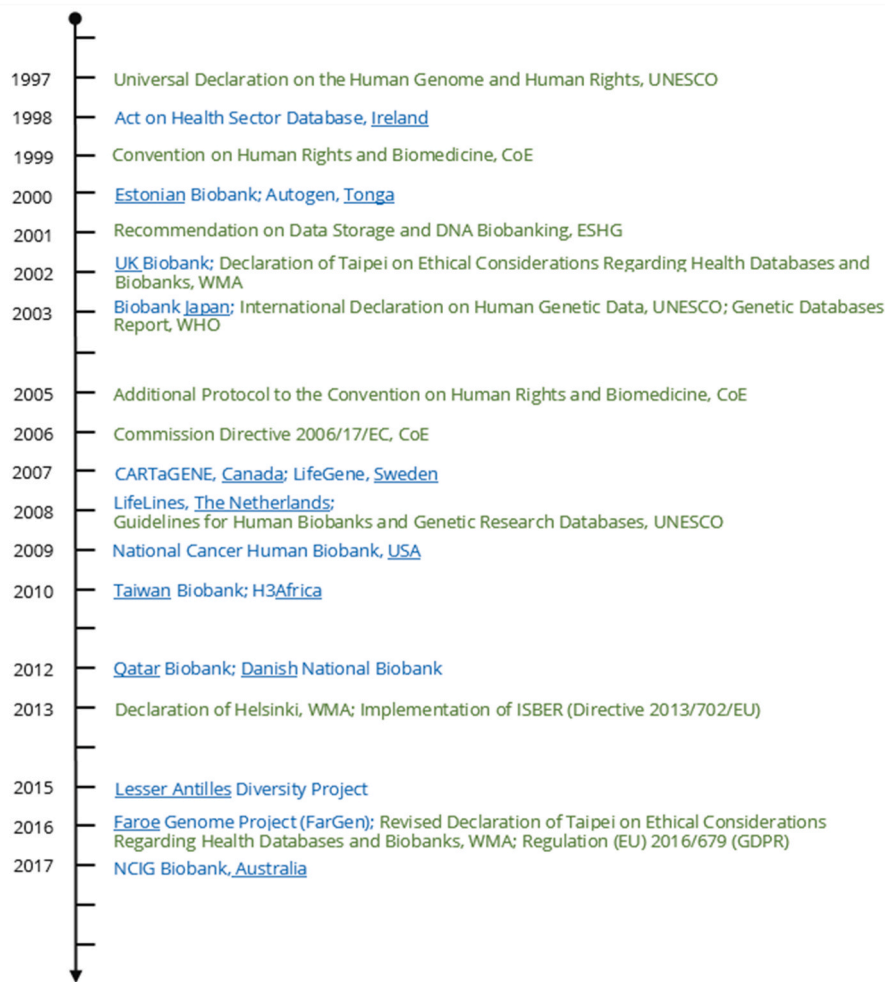 1997 Universal Declaration on the Human Genome and Human Rights, UNESCO
1998 Act on Health Sector Database, Ireland
1999 Convention on Human Rights and Biomedicine, CoE
2000 Estonian Biobank; Autogen, Tonga
2001 Recommendation on Data Storage and DNA Biobanking, ESHG
2002 UK Biobank; Declaration of Taipei on Ethical Considerations Regarding Health Databases and
Biobanks, WMA
2003 Biobank Japan; International Declaration on Human Genetic Data, UNESCO; Genetic Databases
Report, WHO
2005 Additional Protocol to the Convention on Human Rights and Biomedicine, CoE
2006 Commission Directive 2006/17/EC, CoE
2007 CARTaGENE, Canada; LifeGene, Sweden
2008 LifeLines, The Netherlands;
Guidelines for Human Biobanks and Genetic Research Databases, UNESCO
2009 National Cancer Human Biobank, USA
2010 Taiwan Biobank; H3Africa
2012 Qatar Biobank; Danish National Biobank
2013 Declaration of Helsinki, WMA; Implementation of ISBER (Directive 2013/702/EU)
2015 Lesser Antilles Diversity Project
2016 Faroe Genome Project (FarGen); Revised Declaration of Taipei on Ethical Considerations
Regarding Health Databases and Biobanks, WMA; Regulation (EU) 2016/679 (GDPR)
2017 NCIG Biobank, Australia